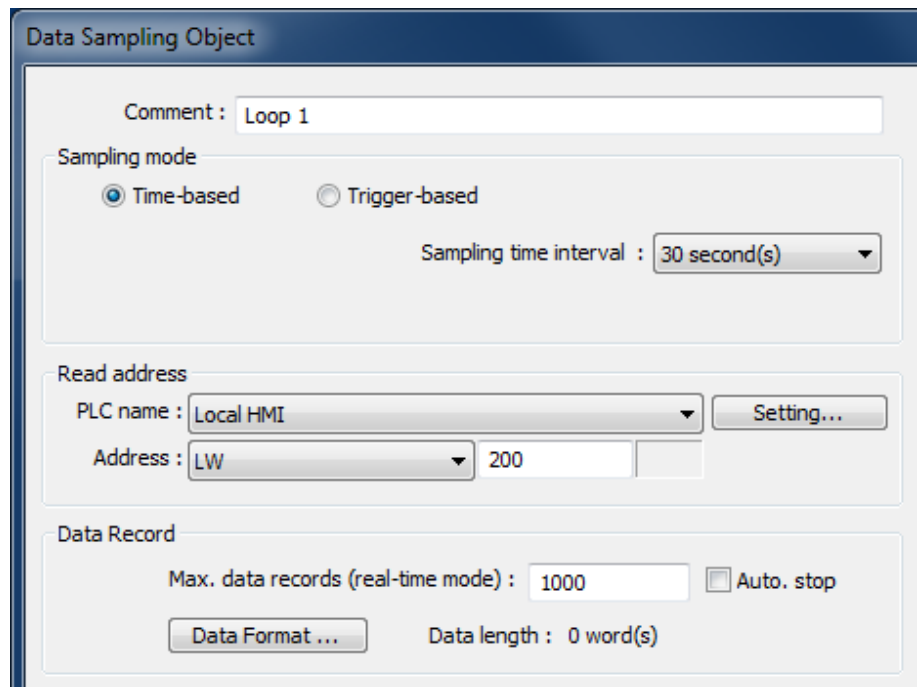 Data Sampling Object
Comment : Loop 1
Sampling mode
Time-based Trigger-based
Sampling time interval : 30 second(s)
Read address
PLC name : Local HMI Setting...
Address : LW 200
Data Record
Max. data records (real-time mode) : 1000 Auto. stop
Data Format ... Data length : 0 word(s)